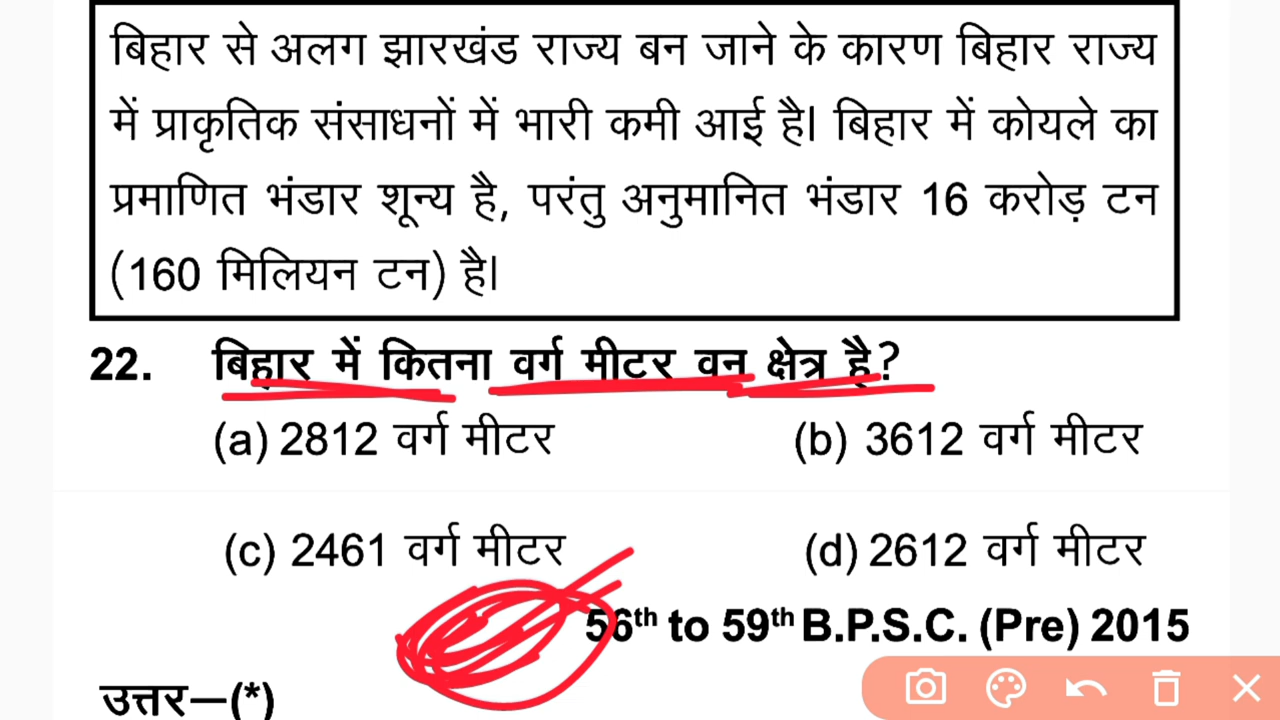 बिहार से अलग झारखंड राज्य बन जाने के कारण बिहार राज्य
में प्राकृतिक संसाधनों में भारी कमी आई है। बिहार में कोयले का
प्रमाणित भंडार शून्य है, परंतु अनुमानित भंडार 16 करोड़ टन
(160 मिलियन टन) है।
22. बिहार में कितना वर्ग मीटर वन क्षेत्र है?
(a) 2812 वर्ग मीटर (b) 3612 वर्ग मीटर
(c) 2461 वर्ग मीटर (d) 2612 वर्ग मीटर
56th to 59th B.P.S.C. (Pre) 2015
उत्तर–(*)